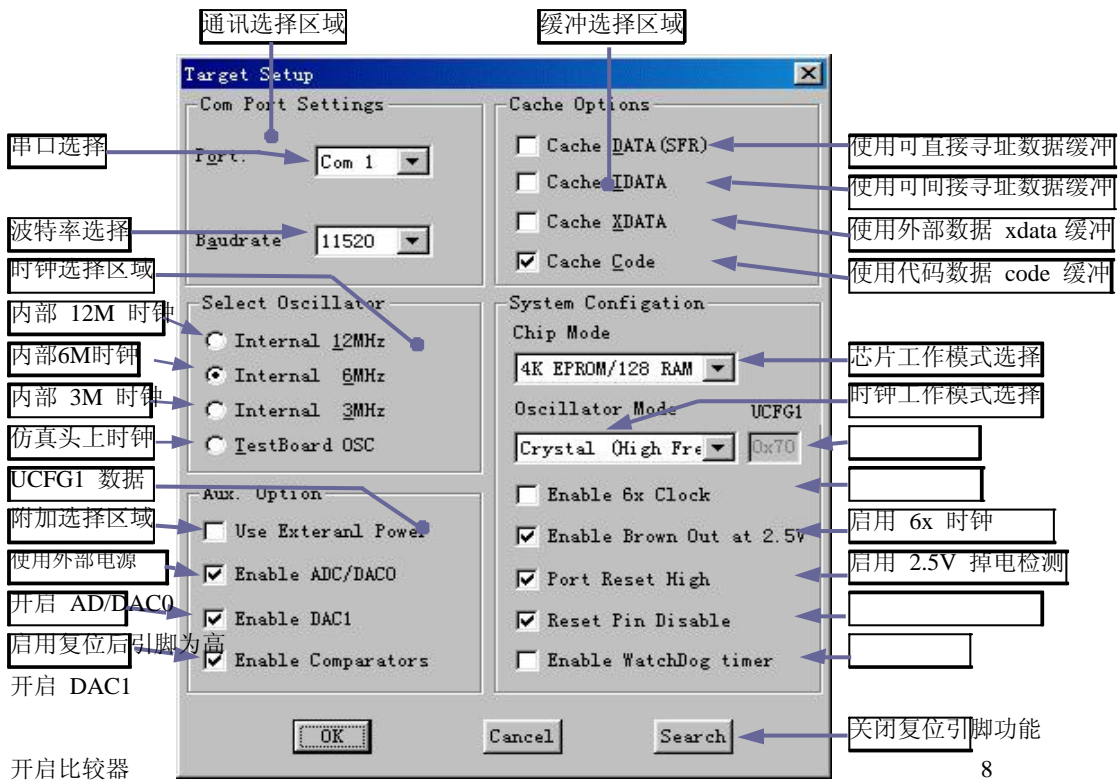 通讯选择区域
缓冲选择区域
Target Setup
Com Port Settings
Cache Options
串口选择
Port:
Com 1
Cache DATA(SFR)
使用可直接寻址数据缓冲
Cache IDATA
使用可间接寻址数据缓冲
波特率选择
Baudrate
11520
Cache XDATA
使用外部数据 xdata 缓冲
Cache Code
使用代码数据 code 缓冲
时钟选择区域
Select Oscillator
System Configation
内部 12M 时钟
Internal 12MHz
Chip Mode
内部6M时钟
Internal 6MHz
4K EPROM/128 RAM
芯片工作模式选择
内部 3M 时钟
Internal 3MHz
Oscillator Mode
UCFG1
时钟工作模式选择
仿真头上时钟
TestBoard OSC
Crystal (High Fre
0x70
UCFG1 数据
Aux. Option
Enable 6x Clock
附加选择区域
Use Exteranl Power
Enable Brown Out at 2.5V
启用 6x 时钟
使用外部电源
Enable ADC/DAC0
Port Reset High
启用 2.5V 掉电检测
开启 AD/DAC0
Enable DAC1
Reset Pin Disable
启用复位后引脚为高
Enable Comparators
Enable WatchDog timer
开启 DAC1
OK
Cancel
Search
关闭复位引脚功能
开启比较器
8